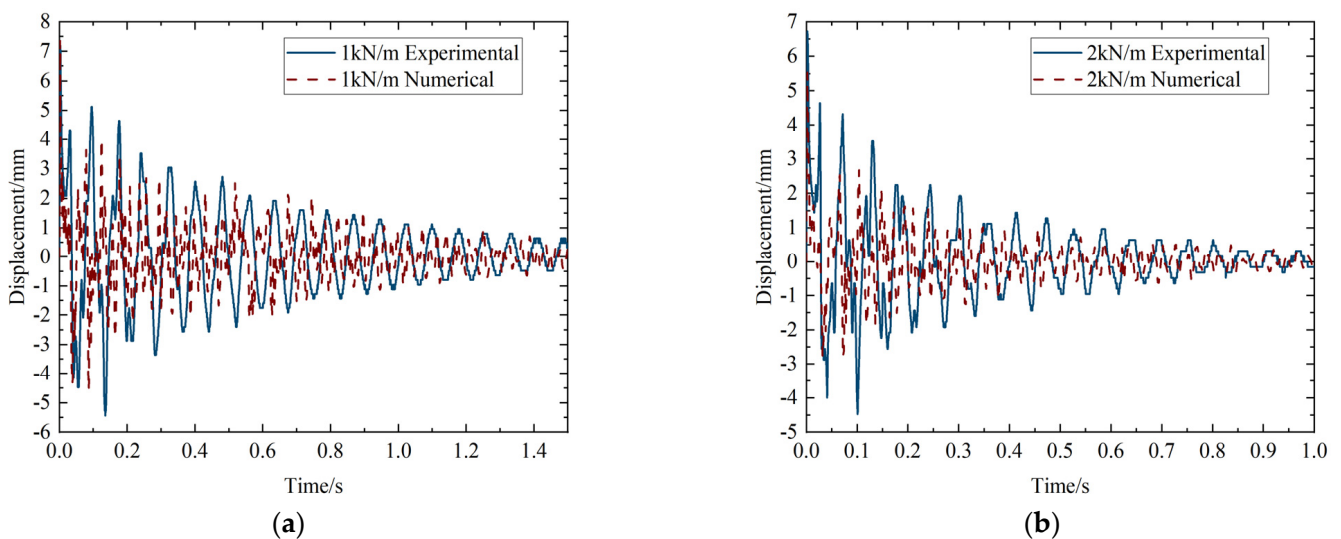 8
7
6
5
4
3
2
1
0
-1
-2
-3
-4
-5
-6
Displacement/mm
1kN/m Experimental
1kN/m Numerical
0.0 0.2 0.4 0.6 0.8 1.0 1.2 1.4
Time/s
(a)
7
6
5
4
3
2
1
0
-1
-2
-3
-4
-5
Displacement/mm
2kN/m Experimental
2kN/m Numerical
0.0 0.1 0.2 0.3 0.4 0.5 0.6 0.7 0.8 0.9 1.0
Time/s
(b)